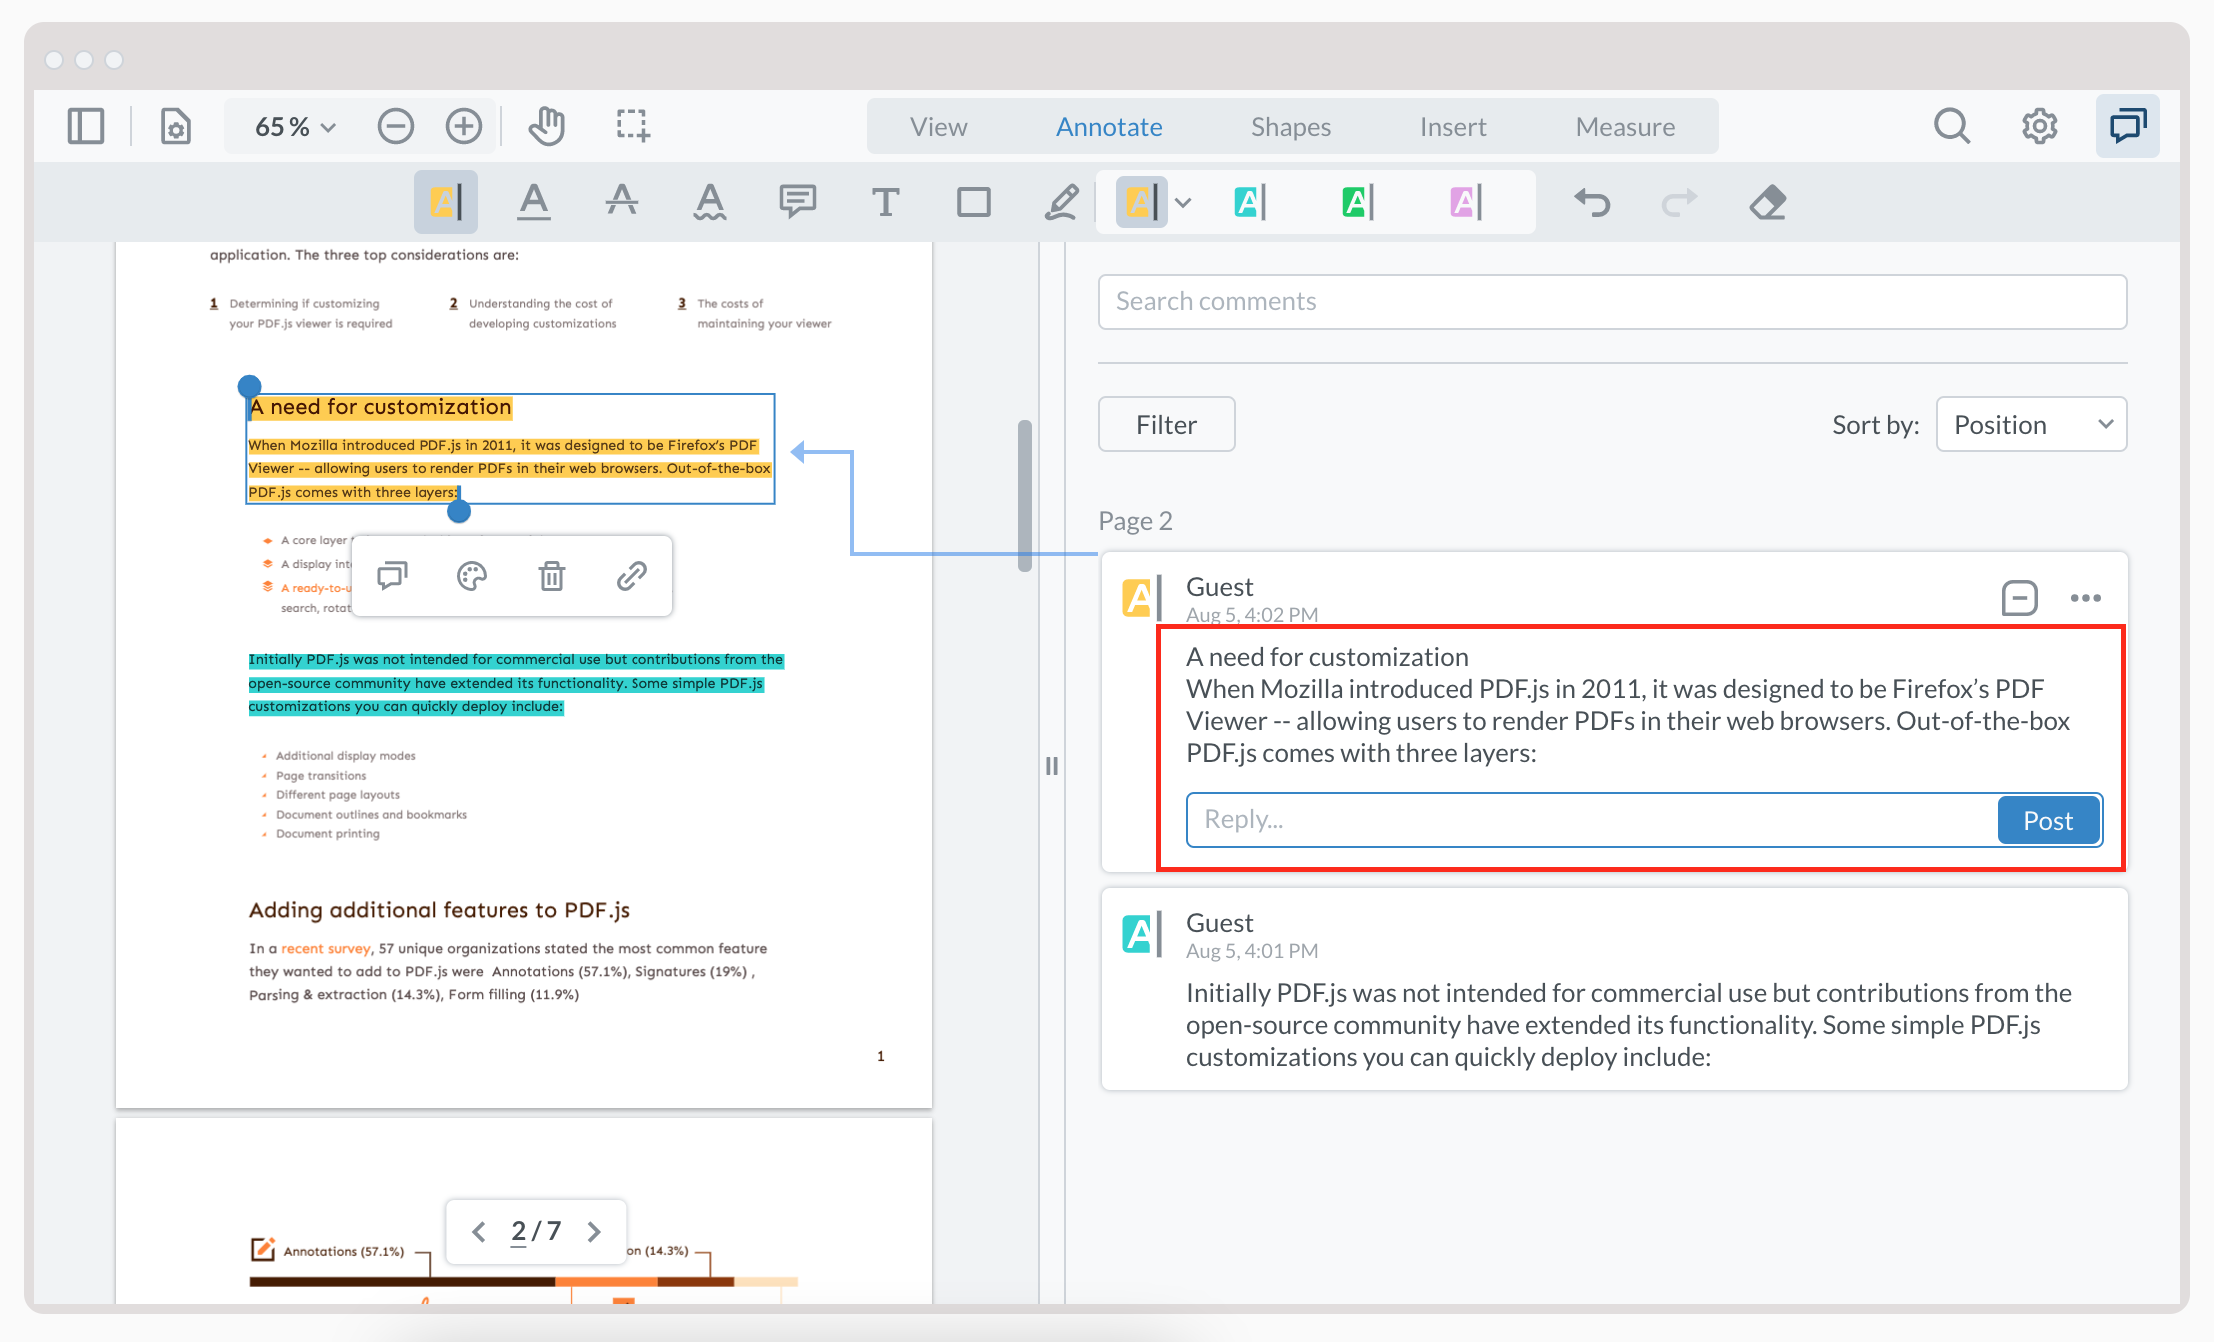 65%
View
Annotate
Shapes
Insert
Measure
A
A
A
A
T
A
A
A
A
application. The three top considerations are:
1 Determining if customizing
your PDF.js viewer is required
2 Understanding the cost of
developing customizations
3 The costs of
maintaining your viewer
A need for customization
When Mozilla introduced PDF.js in 2011, it was designed to be Firefox’s PDF
Viewer -- allowing users to render PDFs in their web browsers. Out-of-the-box
PDF.js comes with three layers:
A core layer
A display
A ready-to-u
search,
Initially PDF.js was not intended for commercial use but contributions from the
open-source community have extended its functionality. Some simple PDF.js
customizations you can quickly deploy include:
Additional display modes
Page transitions
Different page layouts
Document outlines and bookmarks
Document printing
Adding additional features to PDF.js
In a recent survey, 57 unique organizations stated the most common feature
they wanted to add to PDF.js were Annotations (57.1%), Signatures (19%) ,
Parsing & extraction (14.3%), Form filling (11.9%)
1
2 / 7
Annotations (57.1%)
on (14.3%)
Search comments
Filter
Sort by:
Position
Page 2
A
Guest
Aug 5, 4:02 PM
A need for customization
When Mozilla introduced PDF.js in 2011, it was designed to be Firefox’s PDF
Viewer -- allowing users to render PDFs in their web browsers. Out-of-the-box
PDF.js comes with three layers:
Reply...
Post
A
Guest
Aug 5, 4:01 PM
Initially PDF.js was not intended for commercial use but contributions from the
open-source community have extended its functionality. Some simple PDF.js
customizations you can quickly deploy include: